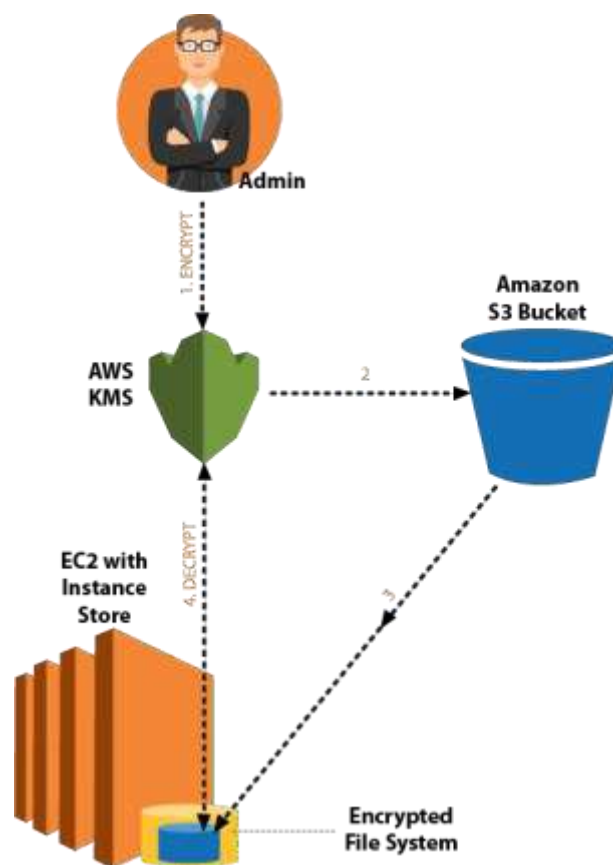 Admin
1. ENCRYPT
Amazon
S3 Bucket
AWS
KMS
2
3
4. DECRYPT
EC2 with
Instance
Store
Encrypted
File System